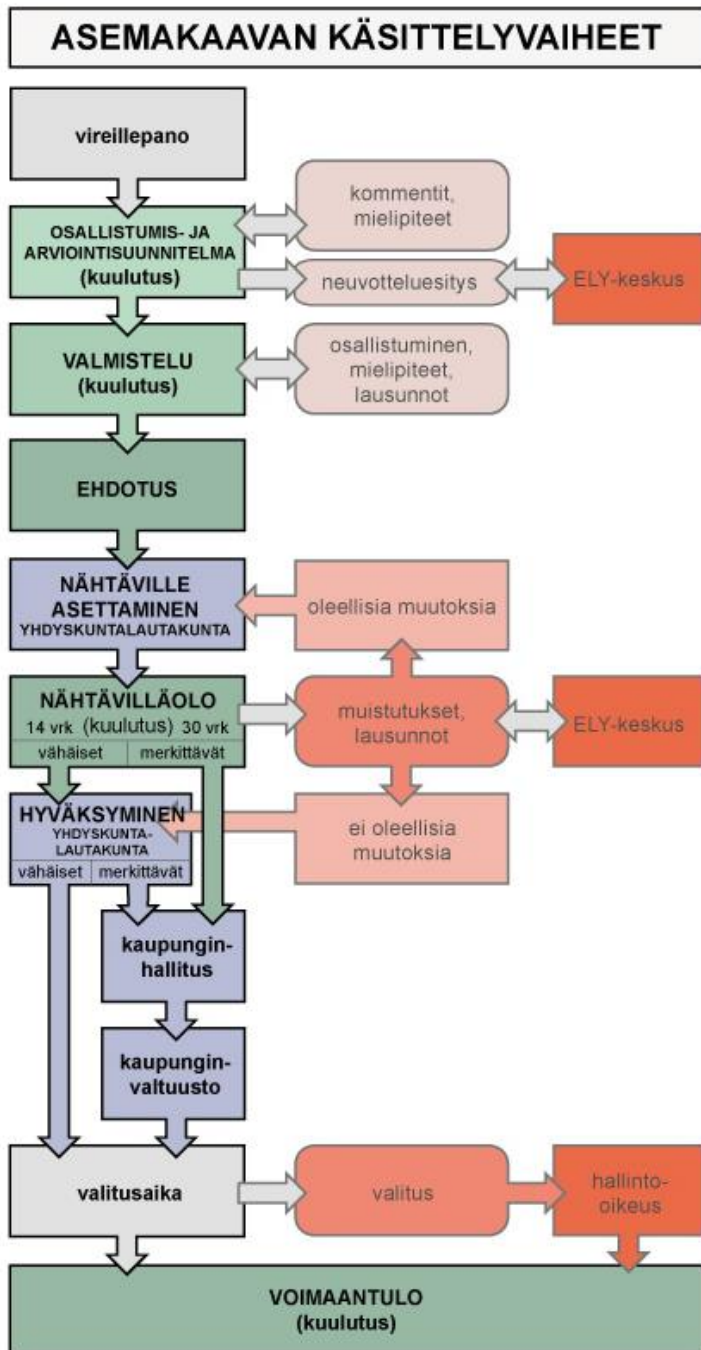 ASEMAKAAVAN KÄSITTELYVAIHEET
vireillepano
kommentit,
mielipiteet
OSALLISTUMIS- JA
ARVIOINTISUUNNITELMA
(kuulutus)
neuvotteluesitys
ELY-keskus
VALMISTELU
(kuulutus)
osallistuminen,
mielipiteet,
lausunnot
EHDOTUS
NÄHTÄVILLE
ASETTAMINEN
YHDYSKUNTALAUTAKUNTA
oleellisia muutoksia
NÄHTÄVILLÄOLO
14 vrk (kuulutus) 30 vrk
vähäiset merkittävät
muistutukset,
lausunnot
ELY-keskus
HYVÄKSYMINEN
YHDYSKUNTA-
LAUTAKUNTA
vähäiset merkittävät
ei oleellisia
muutoksia
kaupungin-
hallitus
kaupungin-
valtuusto
valitusaika
valitus
hallinto-
oikeus
VOIMAANTULO
(kuulutus)